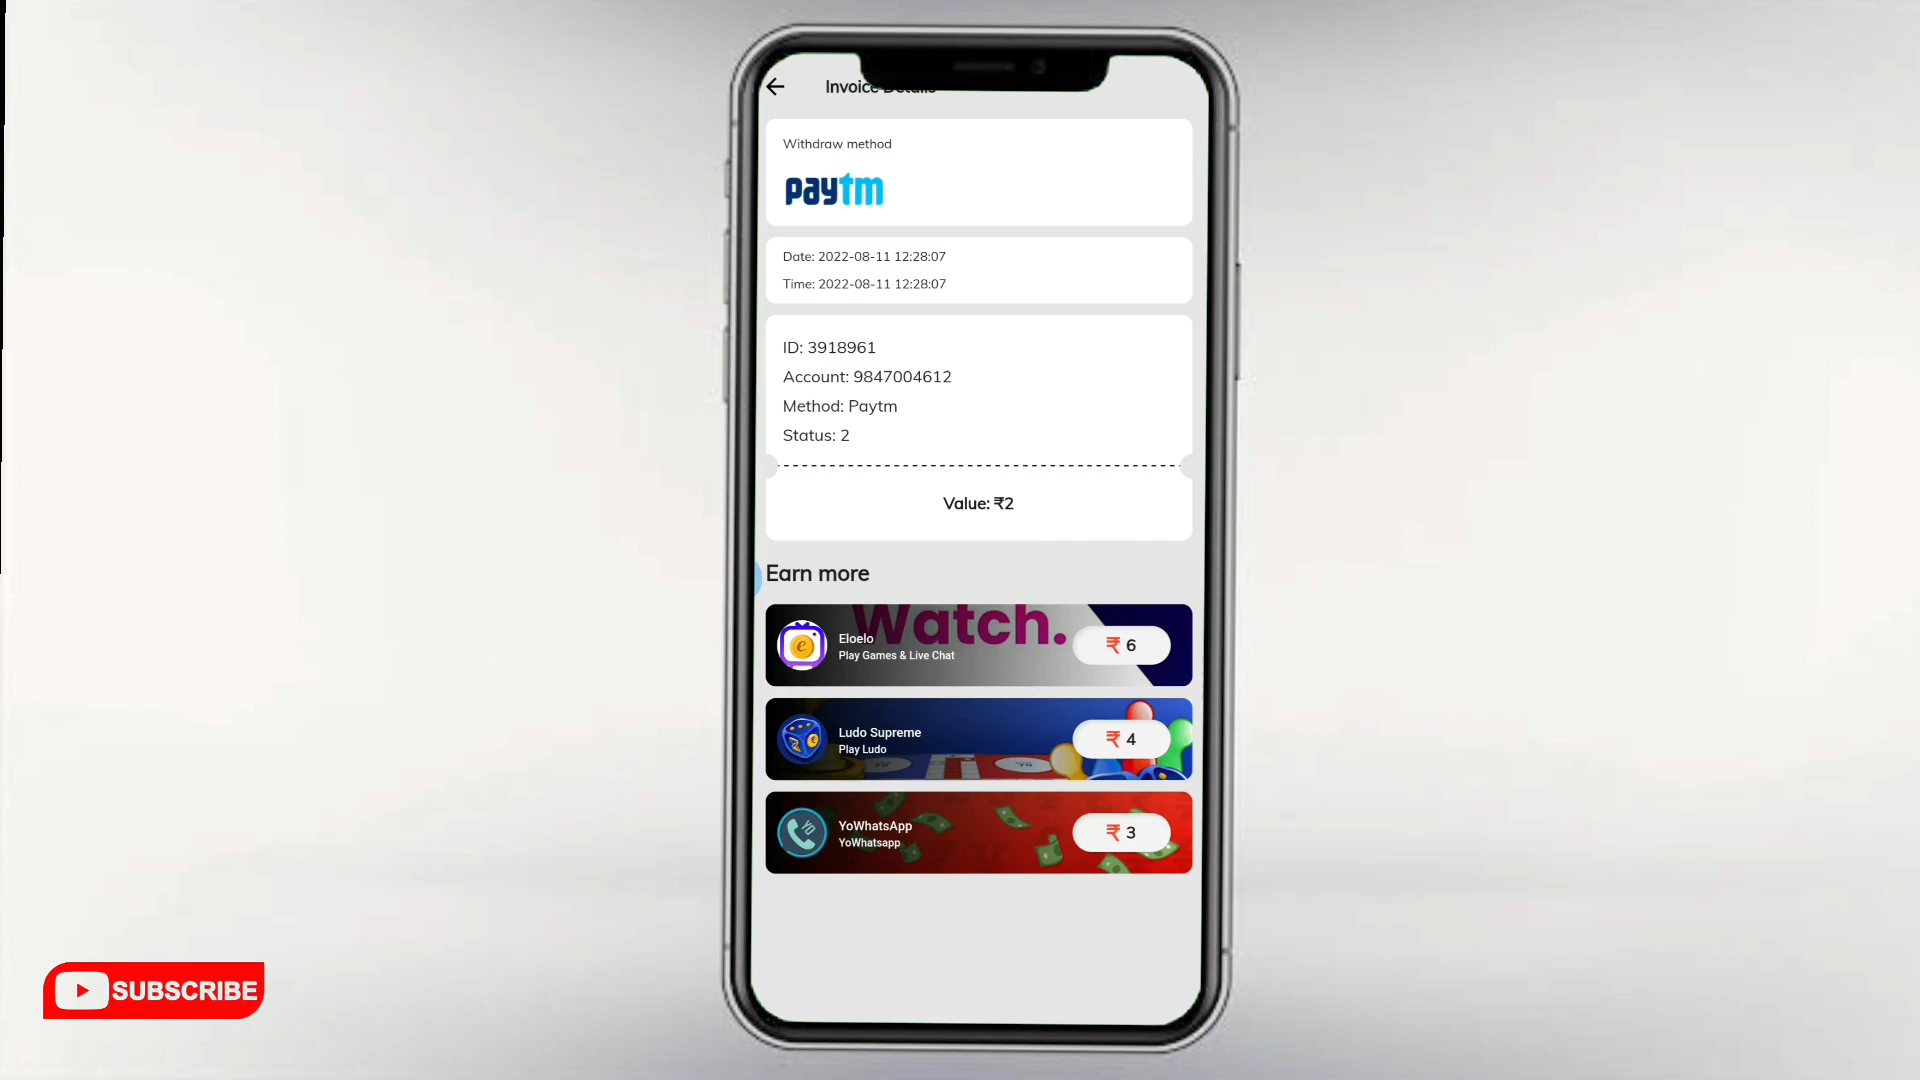 Invoice Details
Withdraw method
paytm
Date: 2022-08-11 12:28:07
Time: 2022-08-11 12:28:07
ID: 3918961
Account: 9847004612
Method: Paytm
Status: 2
Value: ₹2
Earn more
Watch.
Eloelo
Play Games & Live Chat
₹ 6
Ludo Supreme
Play Ludo
₹ 4
YoWhatsApp
YoWhatsapp
₹ 3
YO
SUBSCRIBE